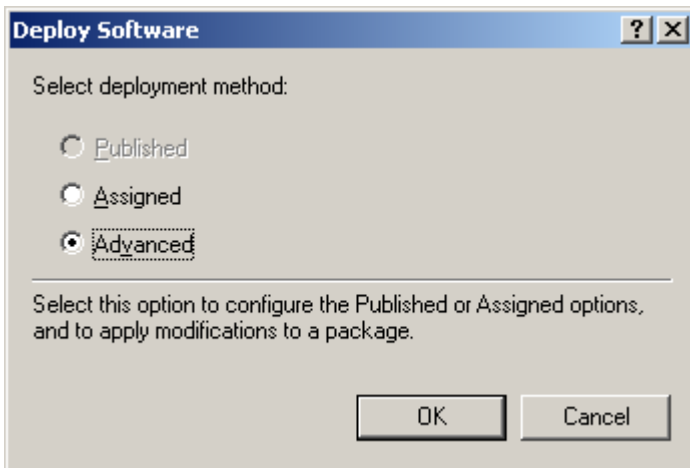 Deploy Software
Select deployment method:
Published
Assigned
Advanced
Select this option to configure the Published or Assigned options,
and to apply modifications to a package.
OK Cancel